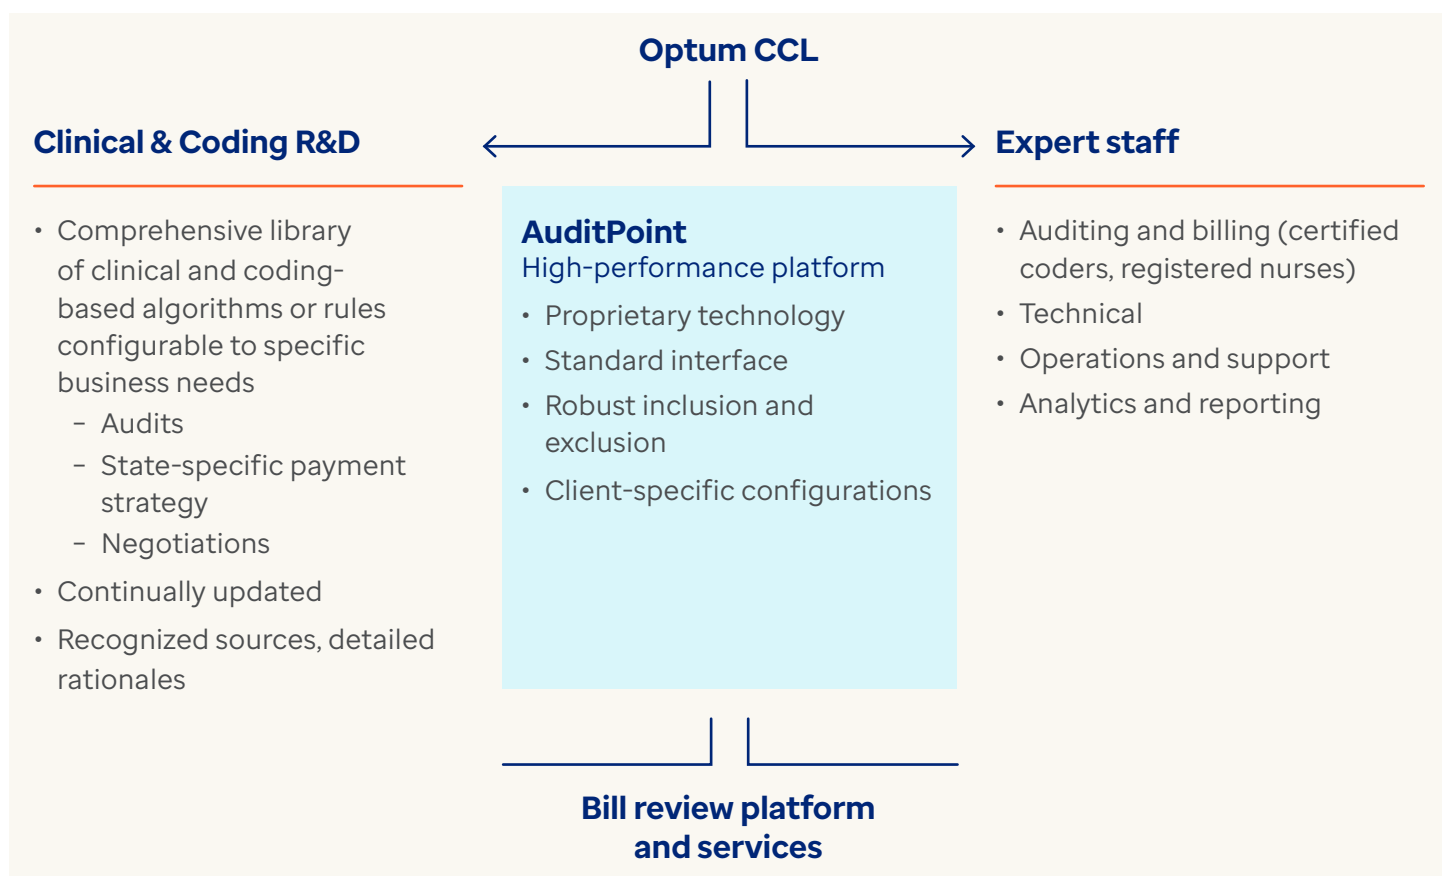 Optum CCL
Clinical & Coding R&D
• Comprehensive library
of clinical and coding-
based algorithms or rules
configurable to specific
business needs
– Audits
– State-specific payment
strategy
– Negotiations
• Continually updated
• Recognized sources, detailed
rationales
AuditPoint
High-performance platform
• Proprietary technology
• Standard interface
• Robust inclusion and
exclusion
• Client-specific configurations
Expert staff
• Auditing and billing (certified
coders, registered nurses)
• Technical
• Operations and support
• Analytics and reporting
Bill review platform
and services